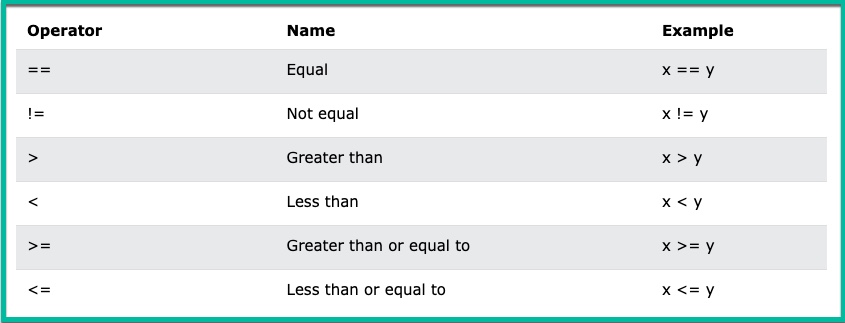 Operator Name Example
== Equal x == y
!= Not equal x != y
> Greater than x > y
< Less than x < y
>= Greater than or equal to x >= y
<= Less than or equal to x <= y